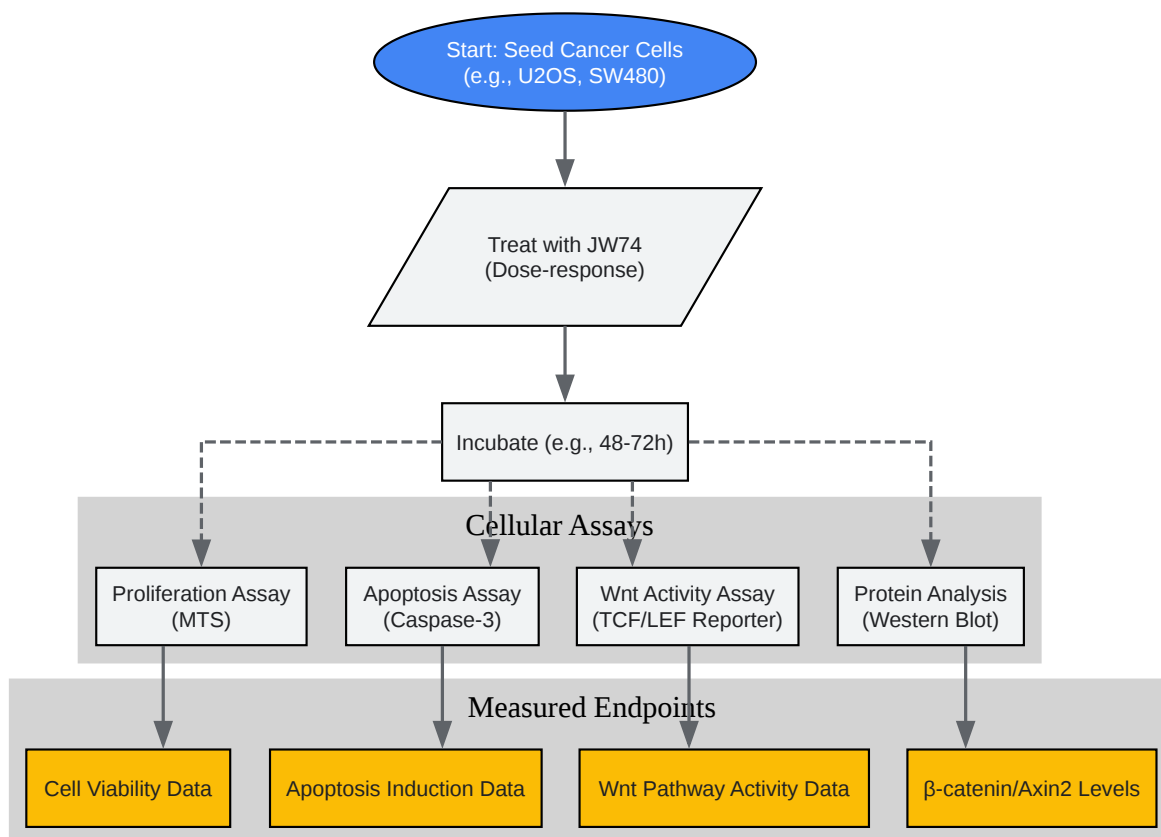 Start: Seed Cancer Cells
(e.g., U2OS, SW480)
Treat with JW74
(Dose-response)
Incubate (e.g., 48-72h)
Cellular Assays
Proliferation Assay
(MTS)
Apoptosis Assay
(Caspase-3)
Wnt Activity Assay
(TCF/LEF Reporter)
Protein Analysis
(Western Blot)
Measured Endpoints
Cell Viability Data
Apoptosis Induction Data
Wnt Pathway Activity Data
β-catenin/Axin2 Levels